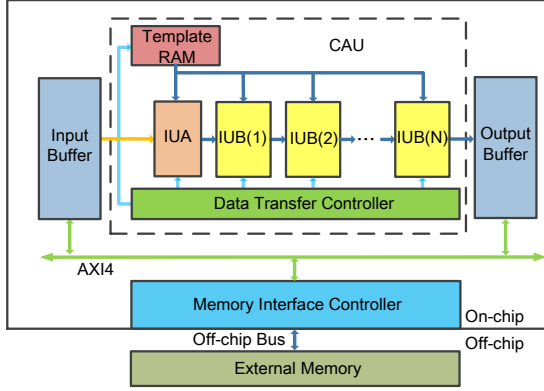 Template
RAM
CAU
Input
Buffer
IUA
IUB(1)
IUB(2)
...
IUB(N)
Output
Buffer
Data Transfer Controller
AXI4
Memory Interface Controller
On-chip
Off-chip Bus
Off-chip
External Memory